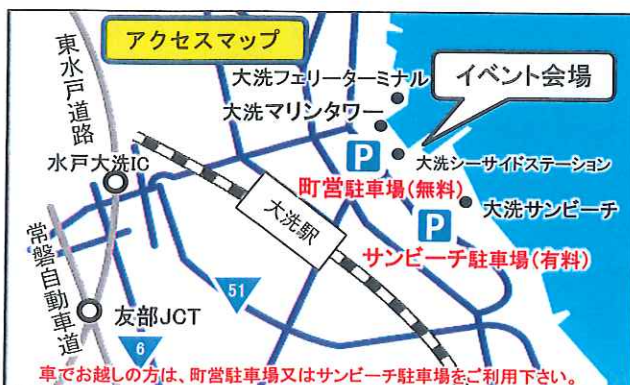 アクセスマップ
東水戸道路
大洗フェリーターミナル
イベント会場
大洗マリンタワー
水戸大洗IC
P
大洗シーサイドステーション
町営駐車場(無料)
大洗駅
大洗サンビーチ
P
サンビーチ駐車場(有料)
常磐自動車道
51
友部JCT
6
車でお越しの方は、町営駐車場又はサンビーチ駐車場をご利用下さい。